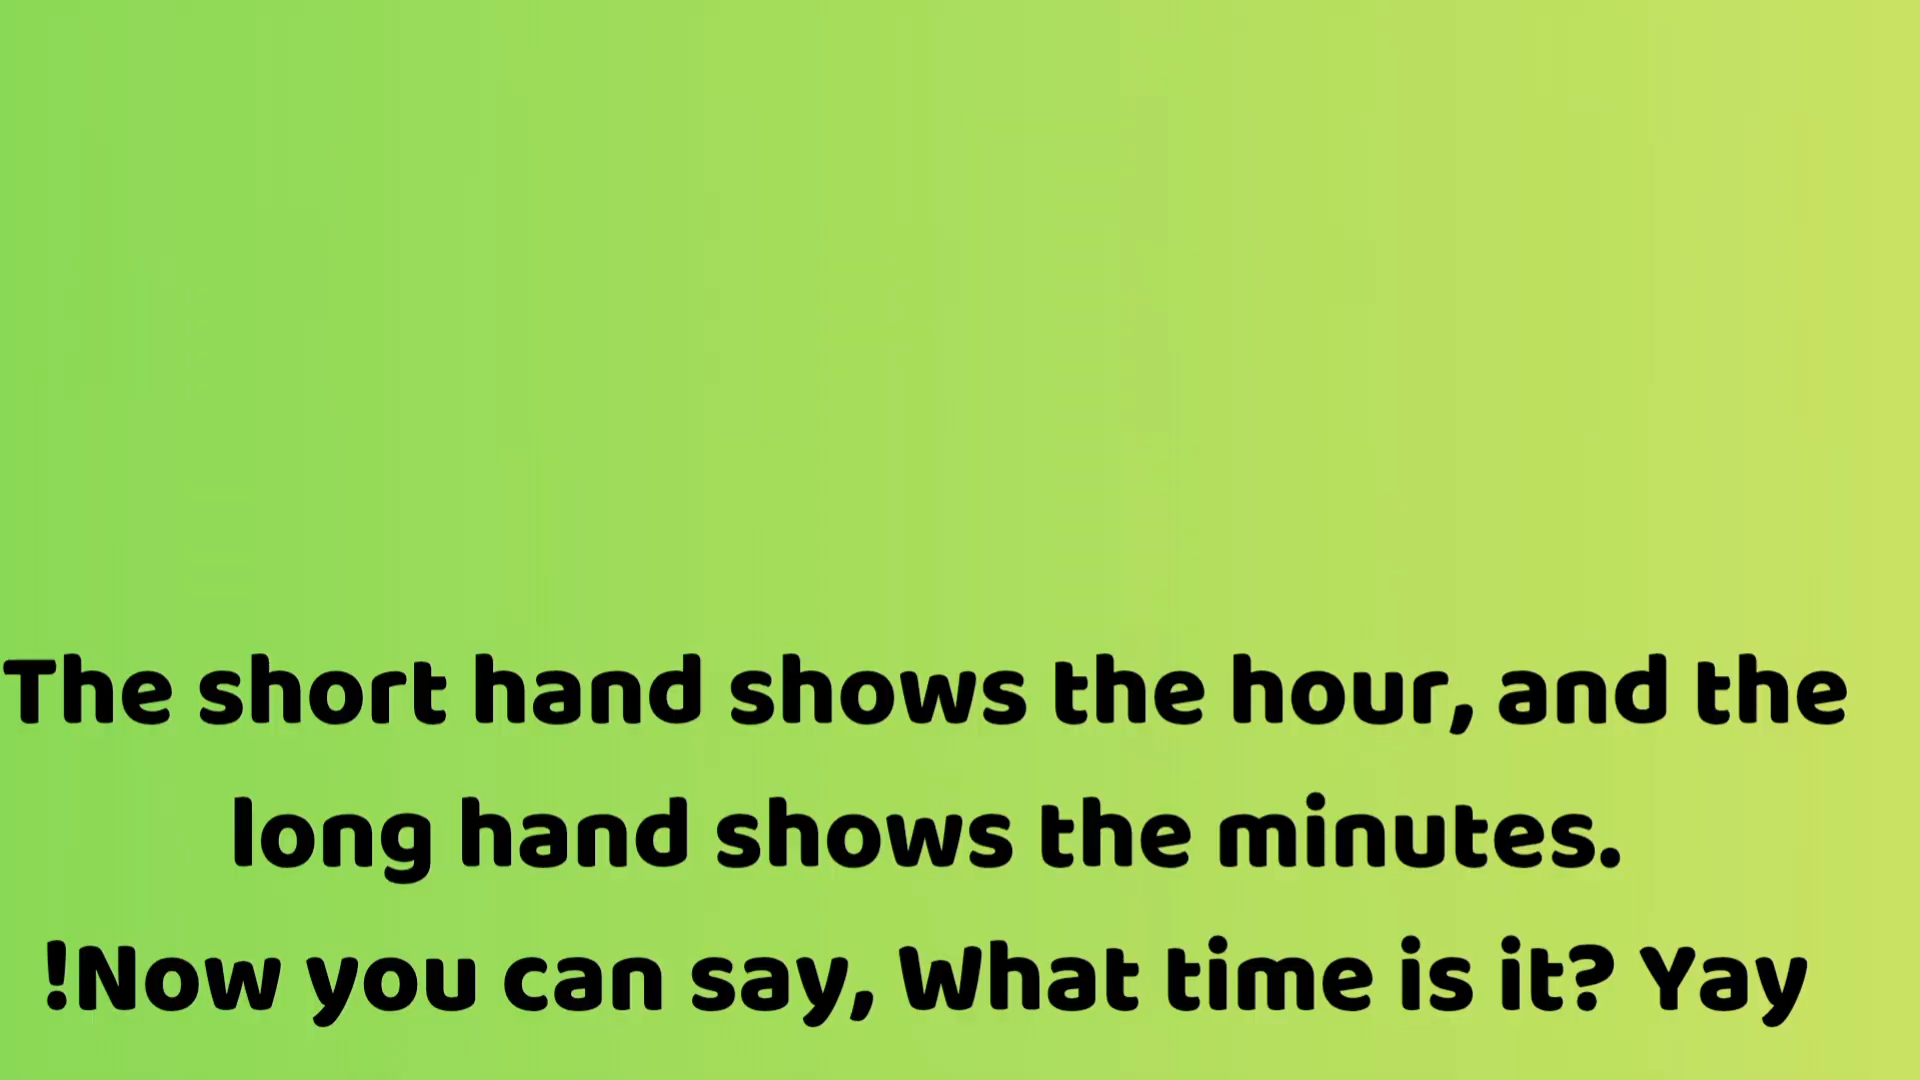 The short hand shows the hour, and the
long hand shows the minutes.
!Now you can say, What time is it? Yay